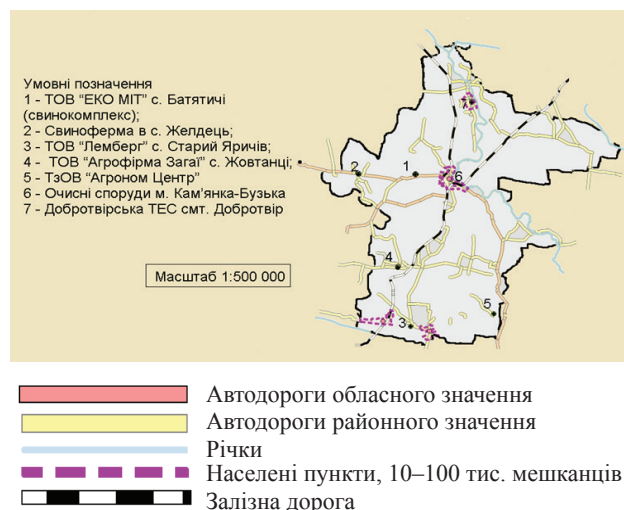 Умовні позначення
1 - ТОВ "ЕКО МІТ" с. Батятичі
(свинокомплекс);
2 - Свиноферма в с. Желдець;
3 - ТОВ "Лемберг" с. Старий Яричів;
4 - ТОВ "Агрофірма Загаї" с. Жовтанці;
5 - ТзОВ "Агроном Центр"
6 - Очисні споруди м. Кам'янка-Бузька
7 - Добротвірська ТЕС смт. Добротвір
Масштаб 1:500 000
7
2
1
6
4
5
3
Автодороги обласного значення
Автодороги районного значення
Річки
Населені пункти, 10–100 тис. мешканців
Залізна дорога